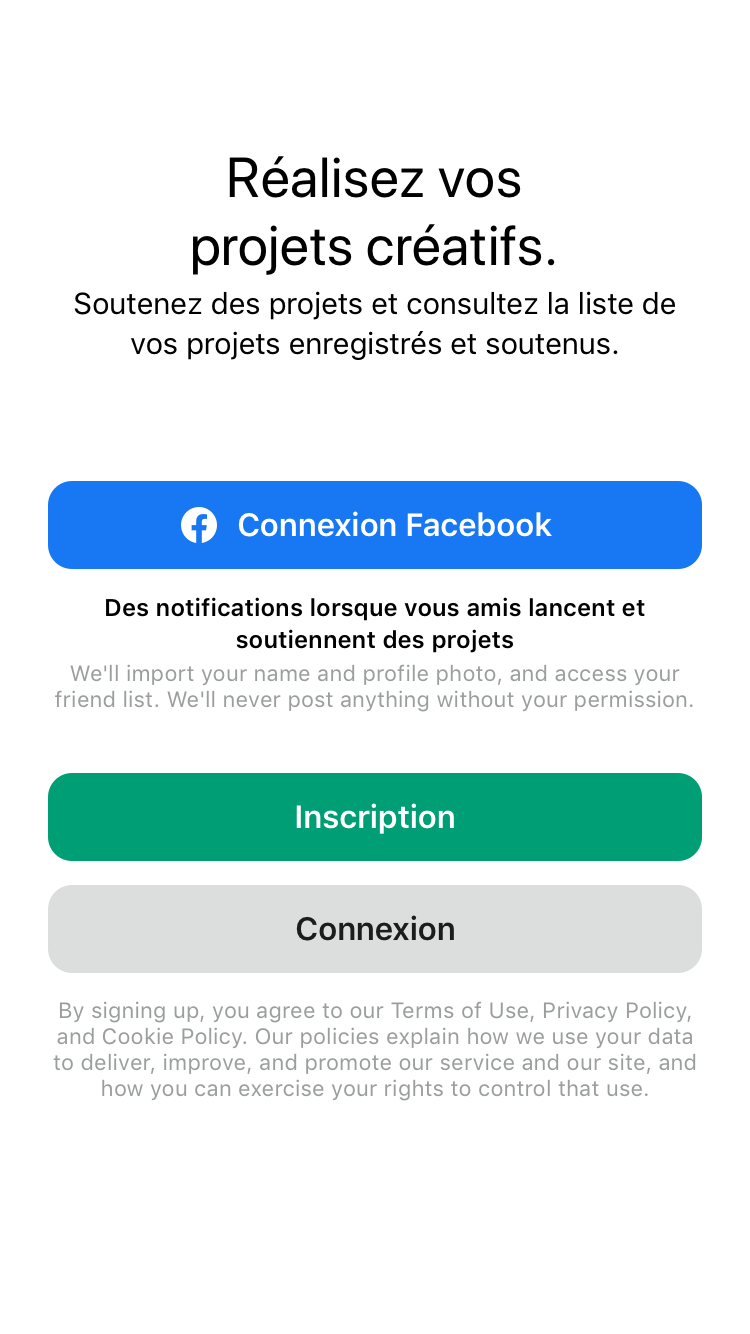 Réalisez vos
projets créatifs.
Soutenez des projets et consultez la liste de
vos projets enregistrés et soutenus.
Connexion Facebook
Des notifications lorsque vous amis lancent et
soutiennent des projets
We'll import your name and profile photo, and access your
friend list. We'll never post anything without your permission.
Inscription
Connexion
By signing up, you agree to our Terms of Use, Privacy Policy,
and Cookie Policy. Our policies explain how we use your data
to deliver, improve, and promote our service and our site, and
how you can exercise your rights to control that use.